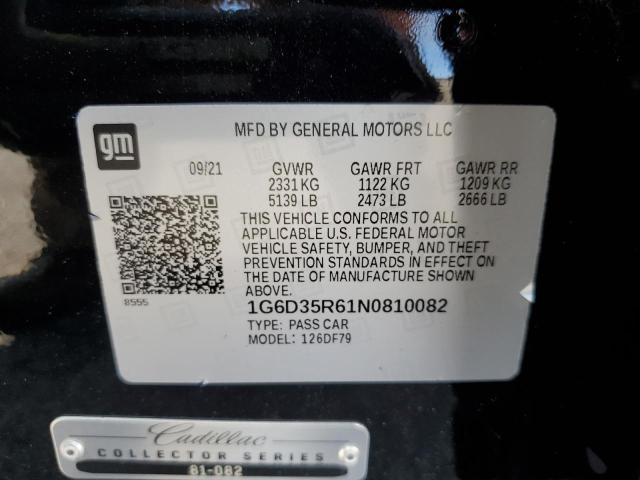 gm
MFD BY GENERAL MOTORS LLC
09/21 GVWR GAWR FRT GAWR RR
2331 KG 1122 KG 1209 KG
5139 LB 2473 LB 2666 LB
THIS VEHICLE CONFORMS TO ALL
APPLICABLE U.S. FEDERAL MOTOR
VEHICLE SAFETY, BUMPER, AND THEFT
PREVENTION STANDARDS IN EFFECT ON
THE DATE OF MANUFACTURE SHOWN
ABOVE.
8555
1G6D35R61N0810082
TYPE: PASS CAR
MODEL: 126DF79
Cadillac
COLLECTOR SERIES
81-082